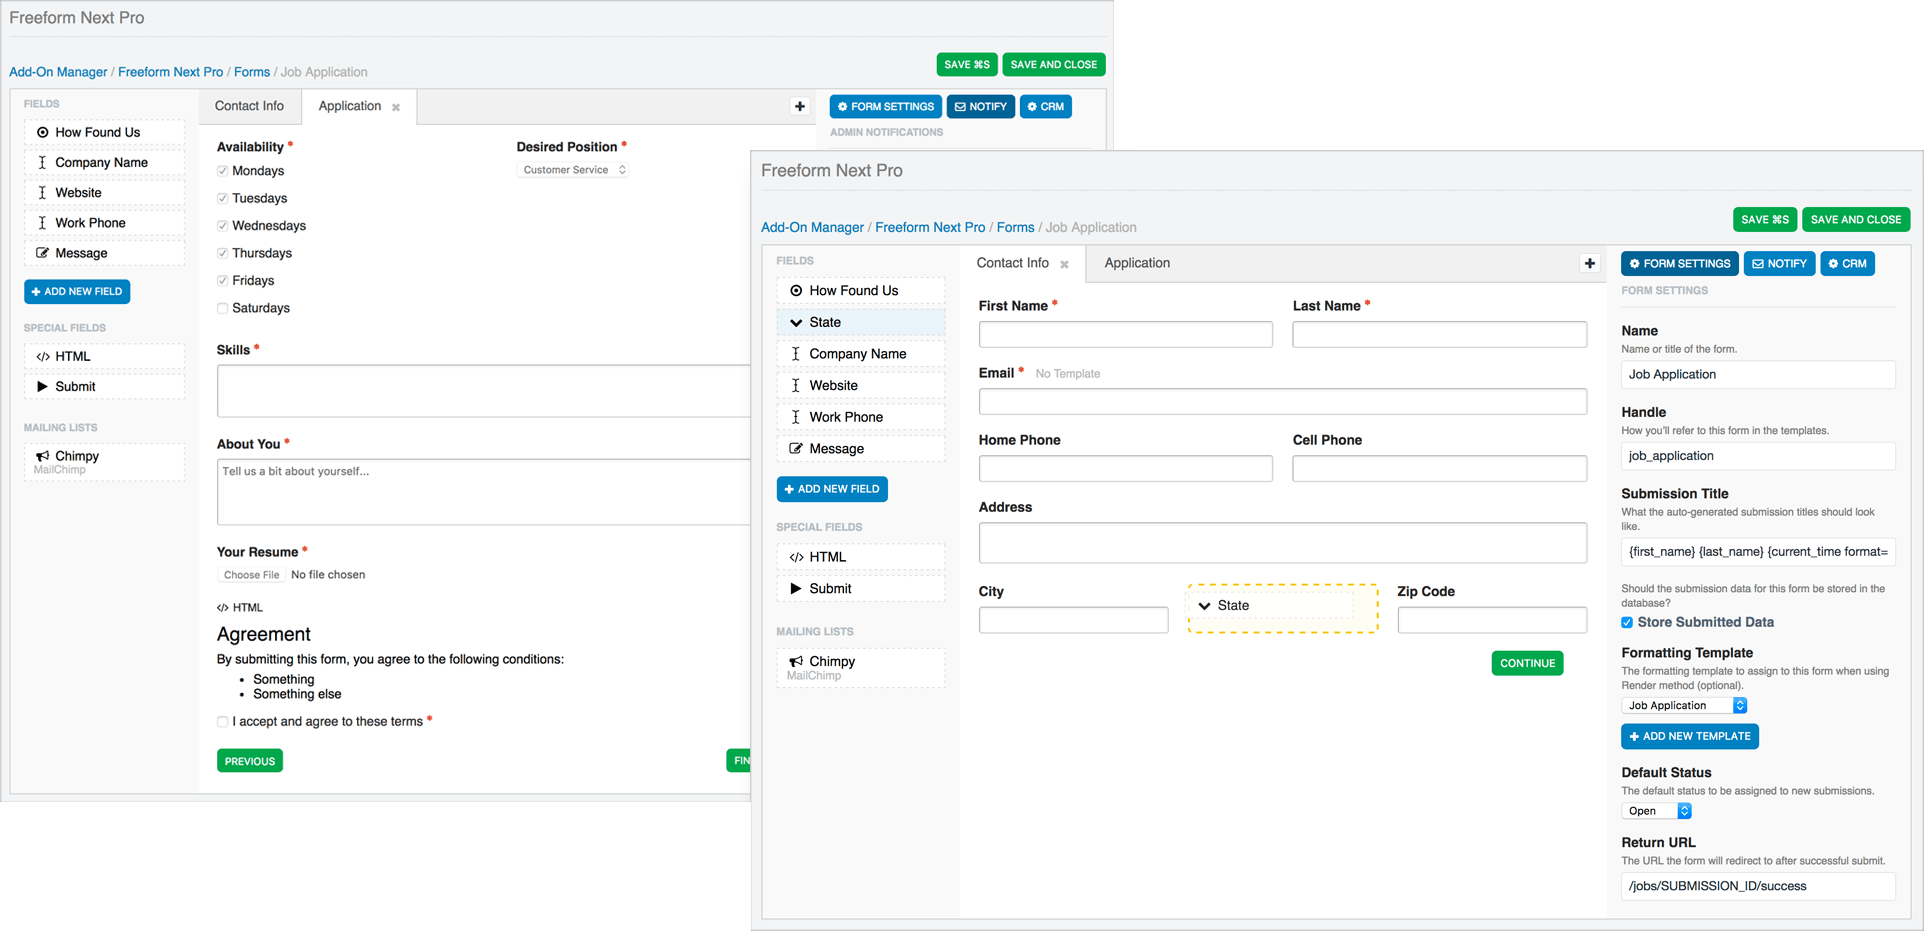 Freeform Next Pro
Add-On Manager / Freeform Next Pro / Forms / Job Application
SAVE ⌘S
SAVE AND CLOSE
FIELDS
How Found Us
Company Name
Website
Work Phone
Message
+ ADD NEW FIELD
SPECIAL FIELDS
</> HTML
Submit
MAILING LISTS
Chimpy
MailChimp
Contact Info
Application
+
FORM SETTINGS
NOTIFY
CRM
ADMIN NOTIFICATIONS
Availability *
Mondays
Tuesdays
Wednesdays
Thursdays
Fridays
Saturdays
Desired Position *
Customer Service
Skills *
About You *
Tell us a bit about yourself...
Your Resume *
Choose File No file chosen
</> HTML
Agreement
By submitting this form, you agree to the following conditions:
• Something
• Something else
I accept and agree to these terms *
PREVIOUS
FIN
Freeform Next Pro
Add-On Manager / Freeform Next Pro / Forms / Job Application
SAVE ⌘S
SAVE AND CLOSE
FIELDS
How Found Us
State
Company Name
Website
Work Phone
Message
+ ADD NEW FIELD
SPECIAL FIELDS
</> HTML
Submit
MAILING LISTS
Chimpy
MailChimp
Contact Info
Application
+
First Name *
Last Name *
Email * No Template
Home Phone
Cell Phone
Address
City
State
Zip Code
CONTINUE
FORM SETTINGS
NOTIFY
CRM
FORM SETTINGS
Name
Name or title of the form.
Job Application
Handle
How you'll refer to this form in the templates.
job_application
Submission Title
What the auto-generated submission titles should look
like.
{first_name} {last_name} {current_time format=
Should the submission data for this form be stored in the
database?
Store Submitted Data
Formatting Template
The formatting template to assign to this form when using
Render method (optional).
Job Application
+ ADD NEW TEMPLATE
Default Status
The default status to be assigned to new submissions.
Open
Return URL
The URL the form will redirect to after successful submit.
/jobs/SUBMISSION_ID/success